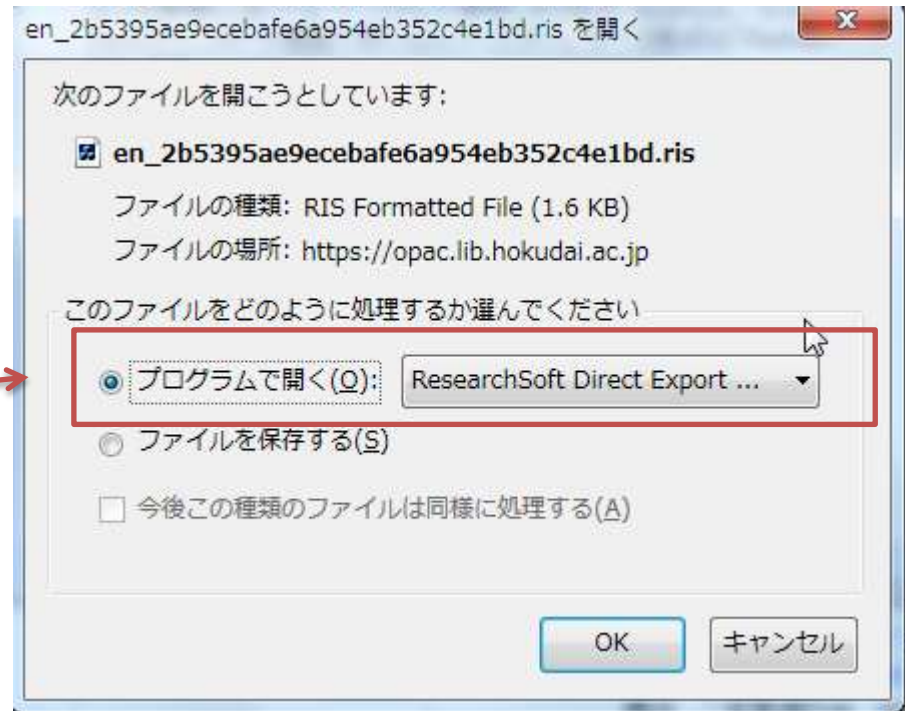 en_2b5395ae9ecebafe6a954eb352c4e1bd.ris を開く
次のファイルを開こうとしています:
en_2b5395ae9ecebafe6a954eb352c4e1bd.ris
ファイルの種類: RIS Formatted File (1.6 KB)
ファイルの場所: https://opac.lib.hokudai.ac.jp
このファイルをどのように処理するか選んでください
プログラムで開く(O): ResearchSoft Direct Export ...
ファイルを保存する(S)
今後この種類のファイルは同様に処理する(A)
OK キャンセル